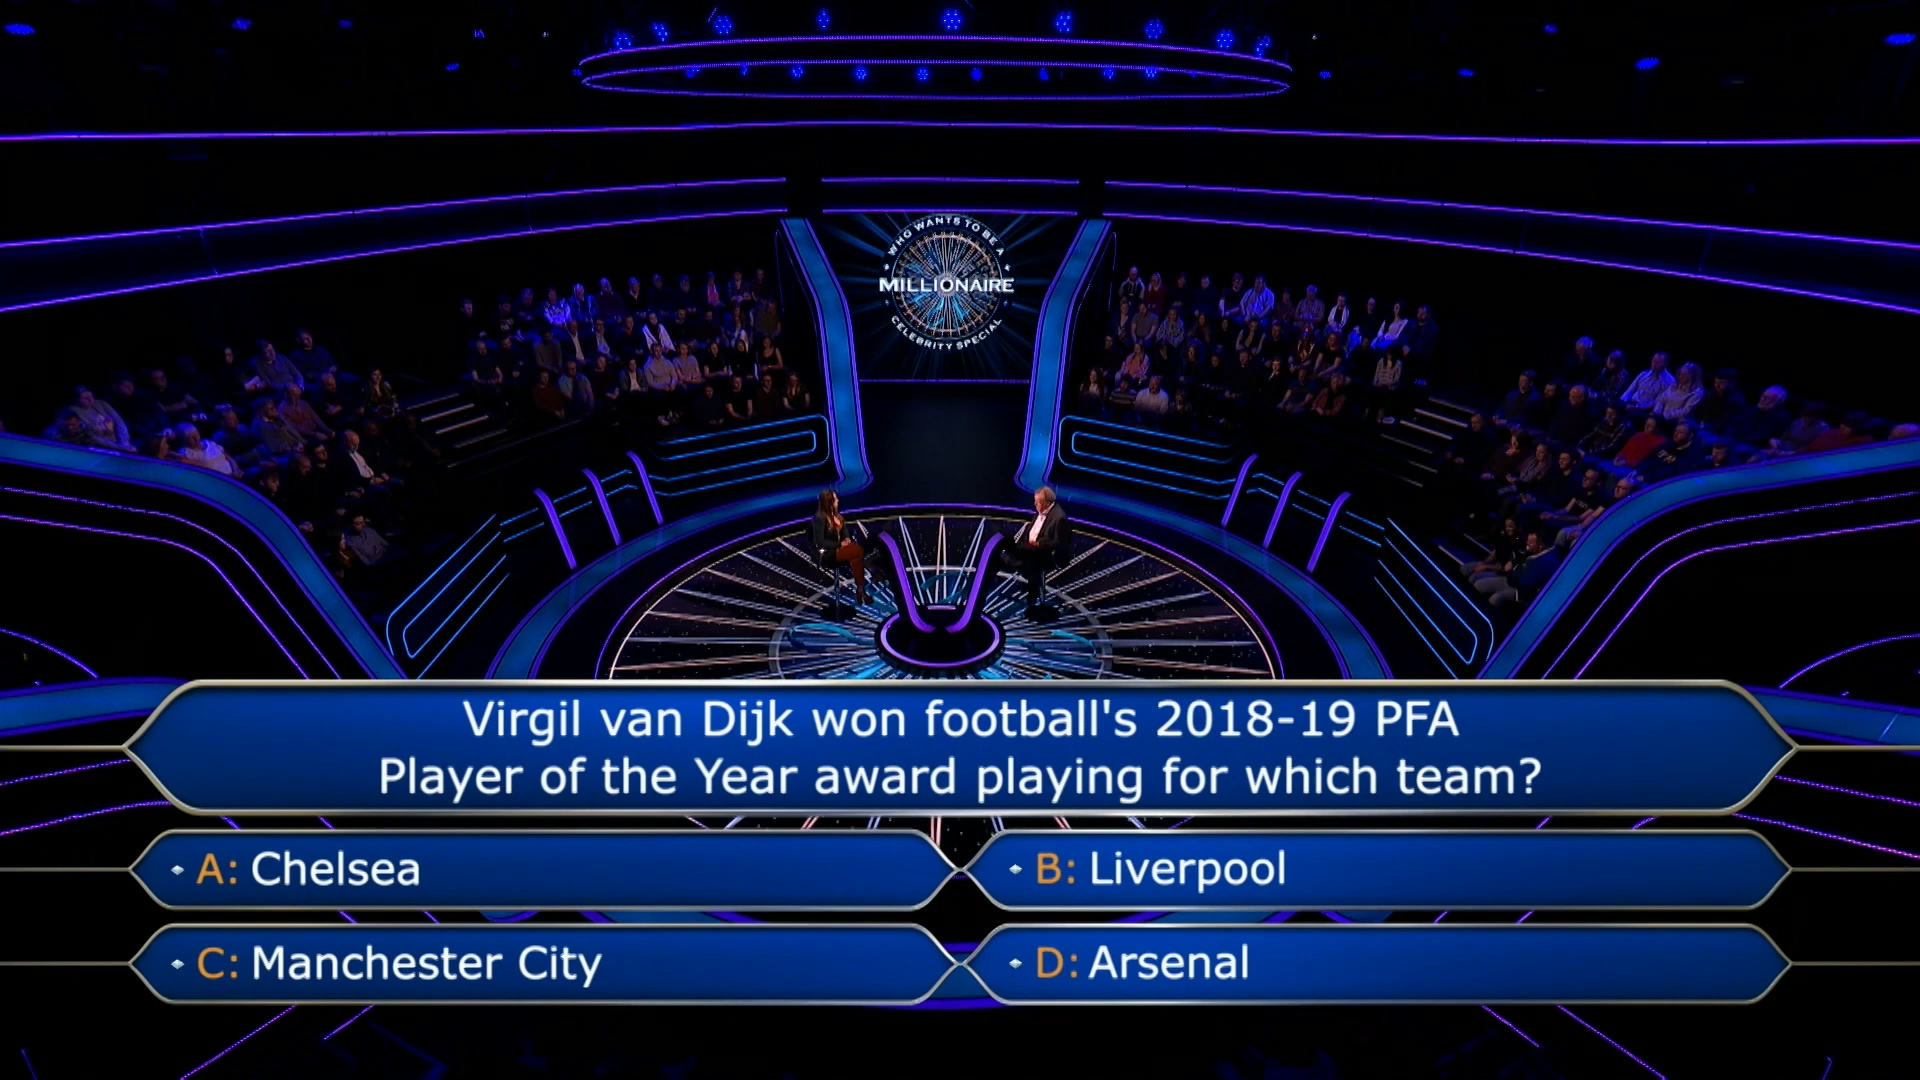 WHO WANTS TO BE A
MILLIONAIRE
CELEBRITY SPECIAL
Virgil van Dijk won football's 2018-19 PFA
Player of the Year award playing for which team?
A: Chelsea
B: Liverpool
C: Manchester City
D: Arsenal